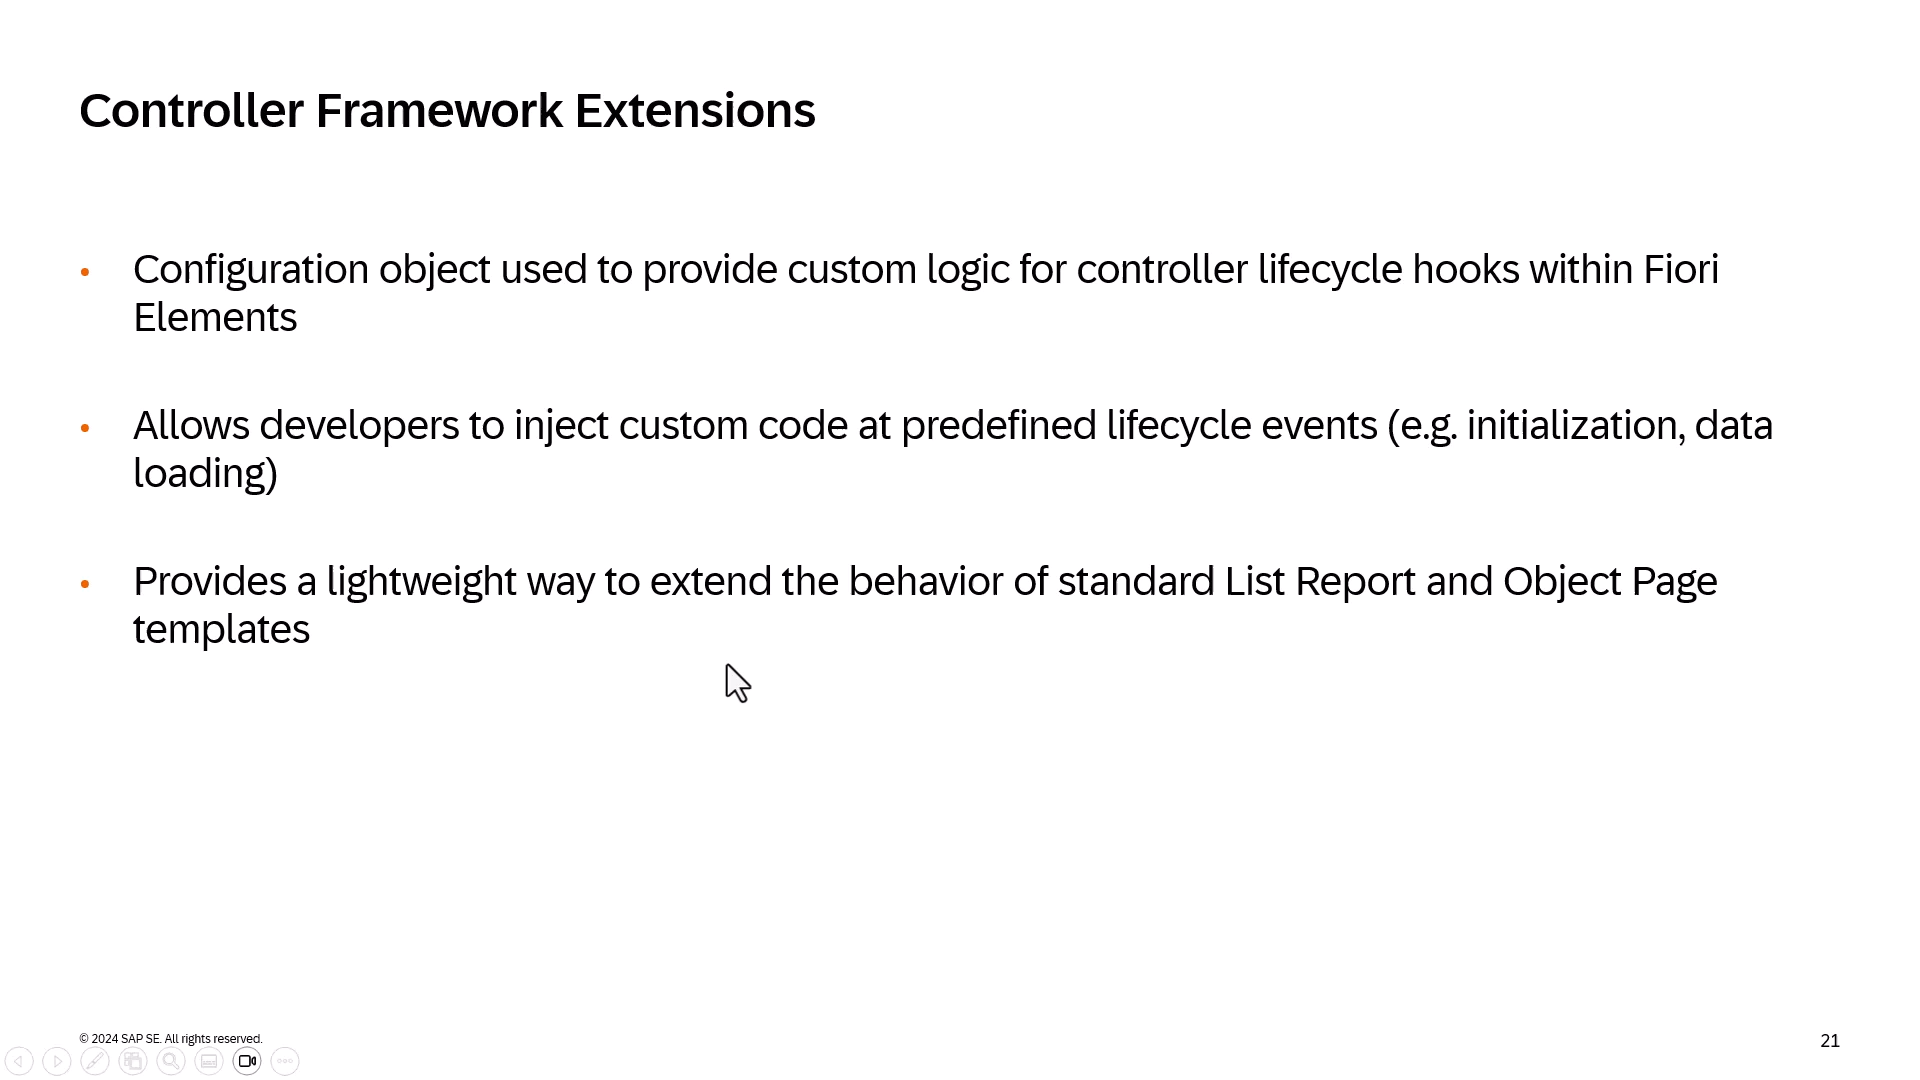 Controller Framework Extensions
• Configuration object used to provide custom logic for controller lifecycle hooks within Fiori
Elements
• Allows developers to inject custom code at predefined lifecycle events (e.g. initialization, data
loading)
• Provides a lightweight way to extend the behavior of standard List Report and Object Page
templates
© 2024 SAP SE. All rights reserved.
21